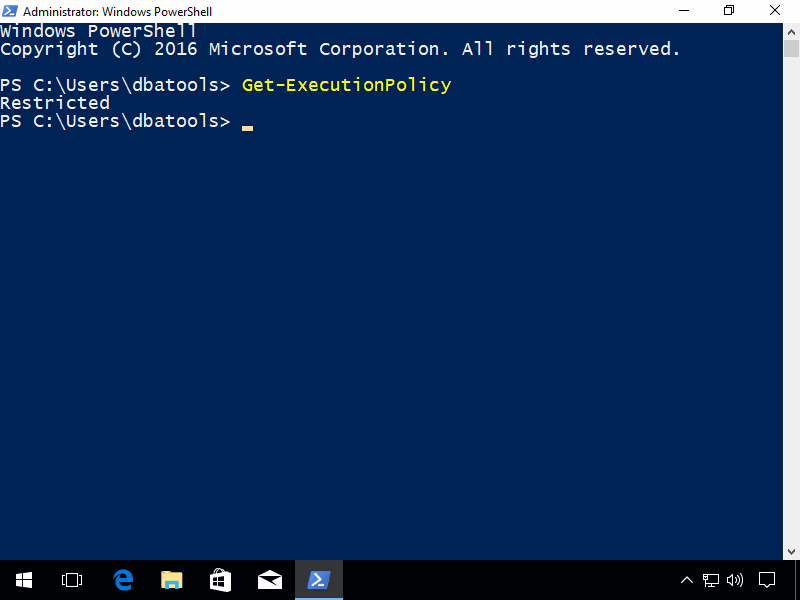 Administrator: Windows PowerShell
Windows PowerShell
Copyright (C) 2016 Microsoft Corporation. All rights reserved.
PS C:\Users\dbatools> Get-ExecutionPolicy
Restricted
PS C:\Users\dbatools>